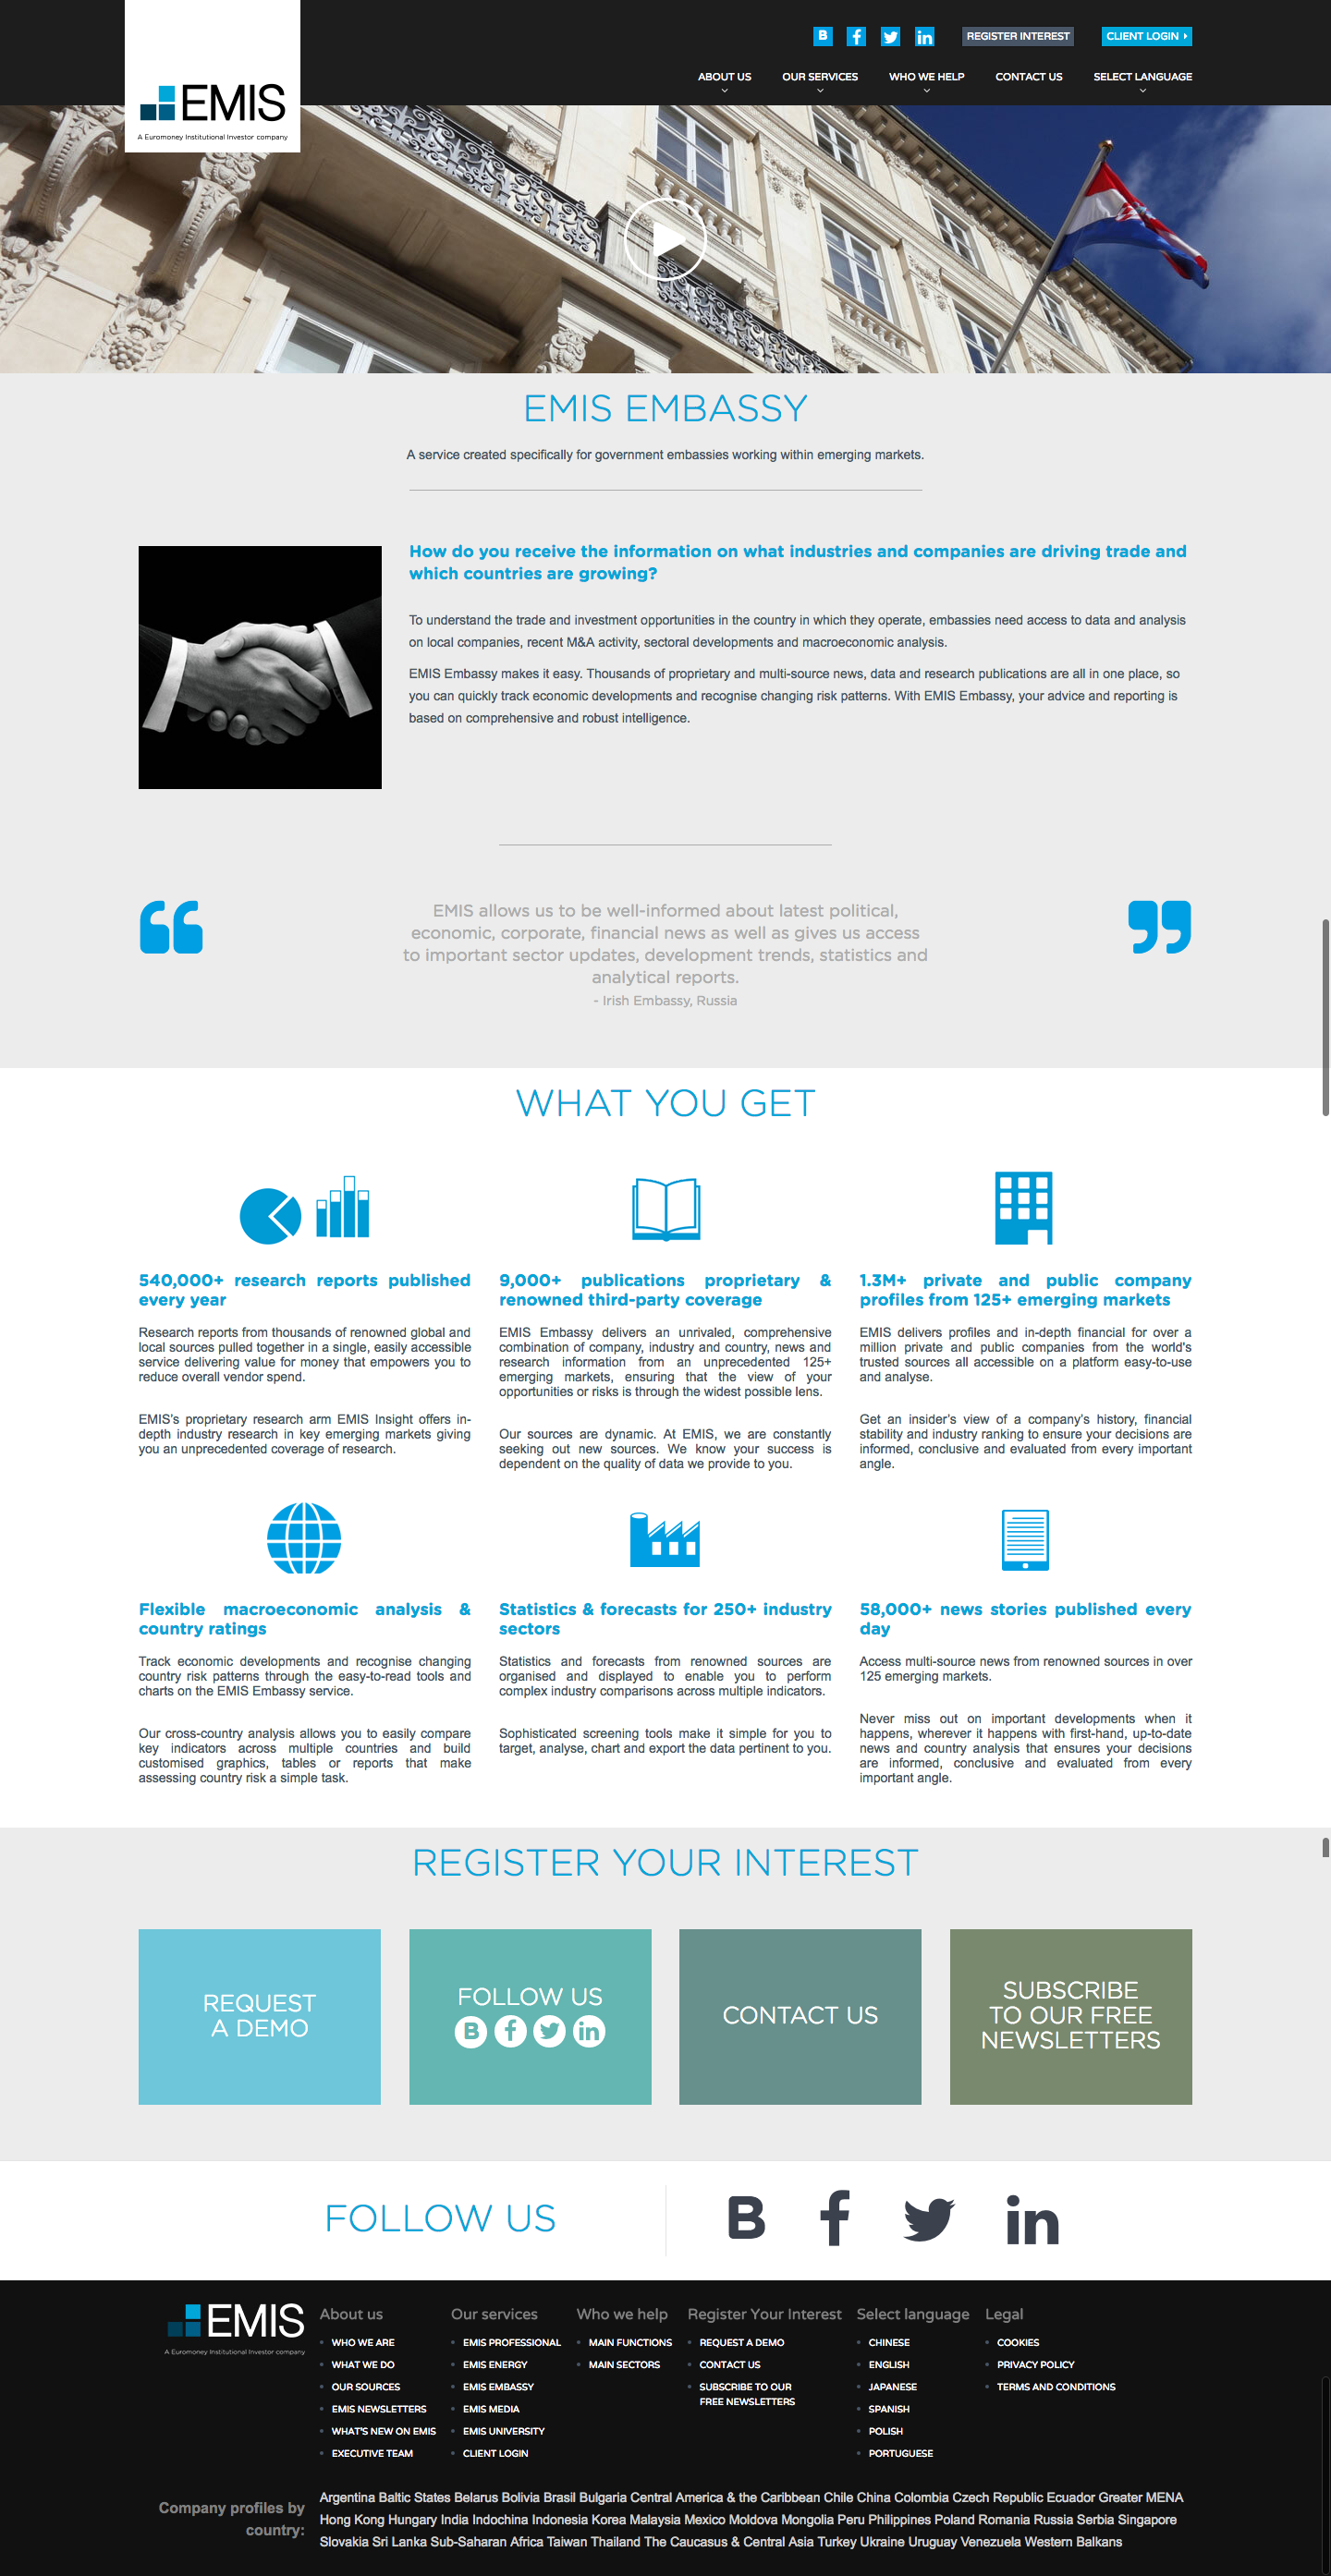 B
REGISTER INTEREST
CLIENT LOGIN
EMIS
A Euromoney Institutional Investor company
ABOUT US
OUR SERVICES
WHO WE HELP
CONTACT US
SELECT LANGUAGE
EMIS EMBASSY
A service created specifically for government embassies working within emerging markets.
How do you receive the information on what industries and companies are driving trade and
which countries are growing?
To understand the trade and investment opportunities in the country in which they operate, embassies need access to data and analysis
on local companies, recent M&A activity, sectoral developments and macroeconomic analysis.
EMIS Embassy makes it easy. Thousands of proprietary and multi-source news, data and research publications are all in one place, so
you can quickly track economic developments and recognise changing risk patterns. With EMIS Embassy, your advice and reporting is
based on comprehensive and robust intelligence.
EMIS allows us to be well-informed about latest political,
economic, corporate, financial news as well as gives us access
to important sector updates, development trends, statistics and
analytical reports.
- Irish Embassy, Russia
WHAT YOU GET
540,000+ research reports published
every year
Research reports from thousands of renowned global and
local sources pulled together in a single, easily accessible
service delivering value for money that empowers you to
reduce overall vendor spend.
EMIS's proprietary research arm EMIS Insight offers in-
depth industry research in key emerging markets giving
you an unprecedented coverage of research.
9,000+ publications proprietary &
renowned third-party coverage
EMIS Embassy delivers an unrivaled, comprehensive
combination of company, industry and country, news and
research information from an unprecedented 125+
emerging markets, ensuring that the view of your
opportunities or risks is through the widest possible lens.
Our sources are dynamic. At EMIS, we are constantly
seeking out new sources. We know your success is
dependent on the quality of data we provide to you.
1.3M+ private and public company
profiles from 125+ emerging markets
EMIS delivers profiles and in-depth financial for over a
million private and public companies from the world's
trusted sources all accessible on a platform easy-to-use
and analyse.
Get an insider's view of a company's history, financial
stability and industry ranking to ensure your decisions are
informed, conclusive and evaluated from every important
angle.
Flexible macroeconomic analysis &
country ratings
Track economic developments and recognise changing
country risk patterns through the easy-to-read tools and
charts on the EMIS Embassy service.
Our cross-country analysis allows you to easily compare
key indicators across multiple countries and build
customised graphics, tables or reports that make
assessing country risk a simple task.
Statistics & forecasts for 250+ industry
sectors
Statistics and forecasts from renowned sources are
organised and displayed to enable you to perform
complex industry comparisons across multiple indicators.
Sophisticated screening tools make it simple for you to
target, analyse, chart and export the data pertinent to you.
58,000+ news stories published every
day
Access multi-source news from renowned sources in over
125 emerging markets.
Never miss out on important developments when it
happens, wherever it happens with first-hand, up-to-date
news and country analysis that ensures your decisions
are informed, conclusive and evaluated from every
important angle.
REGISTER YOUR INTEREST
REQUEST
A DEMO
FOLLOW US
B
CONTACT US
SUBSCRIBE
TO OUR FREE
NEWSLETTERS
FOLLOW US
B
EMIS
A Euromoney Institutional Investor company
About us
WHO WE ARE
WHAT WE DO
OUR SOURCES
EMIS NEWSLETTERS
WHAT'S NEW ON EMIS
EXECUTIVE TEAM
Our services
EMIS PROFESSIONAL
EMIS ENERGY
EMIS EMBASSY
EMIS MEDIA
EMIS UNIVERSITY
CLIENT LOGIN
Who we help
MAIN FUNCTIONS
MAIN SECTORS
Register Your Interest
REQUEST A DEMO
CONTACT US
SUBSCRIBE TO OUR
FREE NEWSLETTERS
Select language
CHINESE
ENGLISH
JAPANESE
SPANISH
POLISH
PORTUGUESE
Legal
COOKIES
PRIVACY POLICY
TERMS AND CONDITIONS
Company profiles by
country:
Argentina Baltic States Belarus Bolivia Brasil Bulgaria Central America & the Caribbean Chile China Colombia Czech Republic Ecuador Greater MENA
Hong Kong Hungary India Indochina Indonesia Korea Malaysia Mexico Moldova Mongolia Peru Philippines Poland Romania Russia Serbia Singapore
Slovakia Sri Lanka Sub-Saharan Africa Taiwan Thailand The Caucasus & Central Asia Turkey Ukraine Uruguay Venezuela Western Balkans